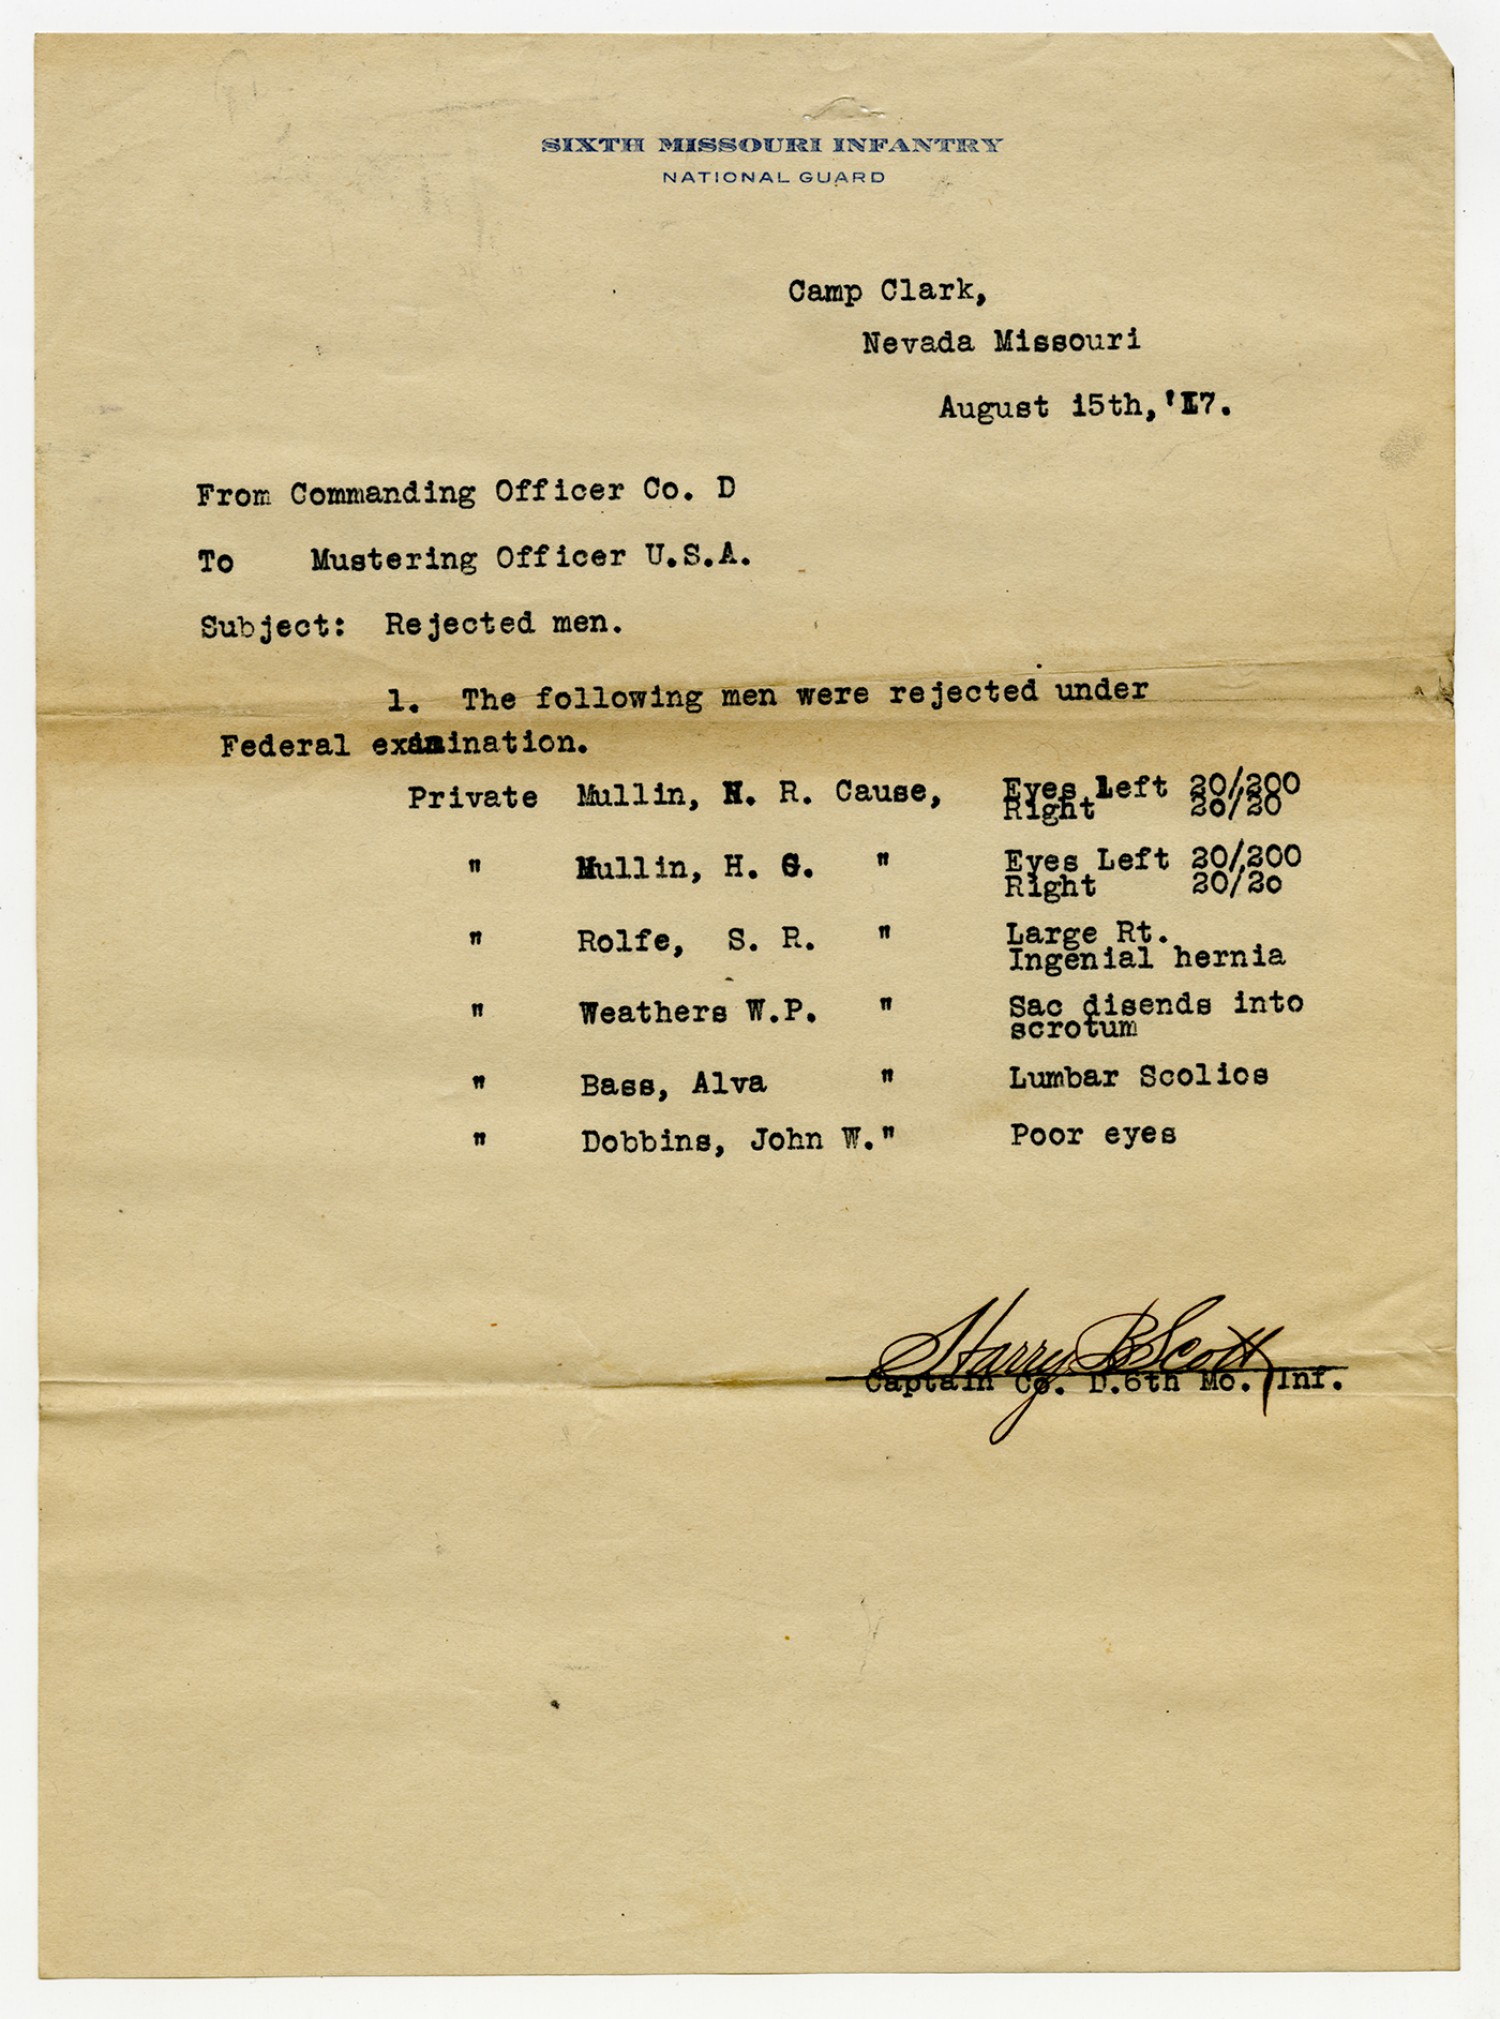 SIXTH MISSOURI INFANTRY
NATIONAL GUARD
Camp Clark,
Nevada Missouri
August 15th,'17.
From Commanding Officer Co. D
To Mustering Officer U.S.A.
Subject: Rejected men.
1. The following men were rejected under
Federal examination.
Private Mullin, N. R. Cause, Eyes Left 20/200
Right 20/20
" Mullin, H. G. " Eyes Left 20/200
Right 20/20
" Rolfe, S. R. " Large Rt.
Ingenial hernia
" Weathers W.P. " Sac disends into
scrotum
" Bass, Alva " Lumbar Scolios
" Dobbins, John W." Poor eyes
Harry B Scott
Captain Co. D.6th Mo. Inf.